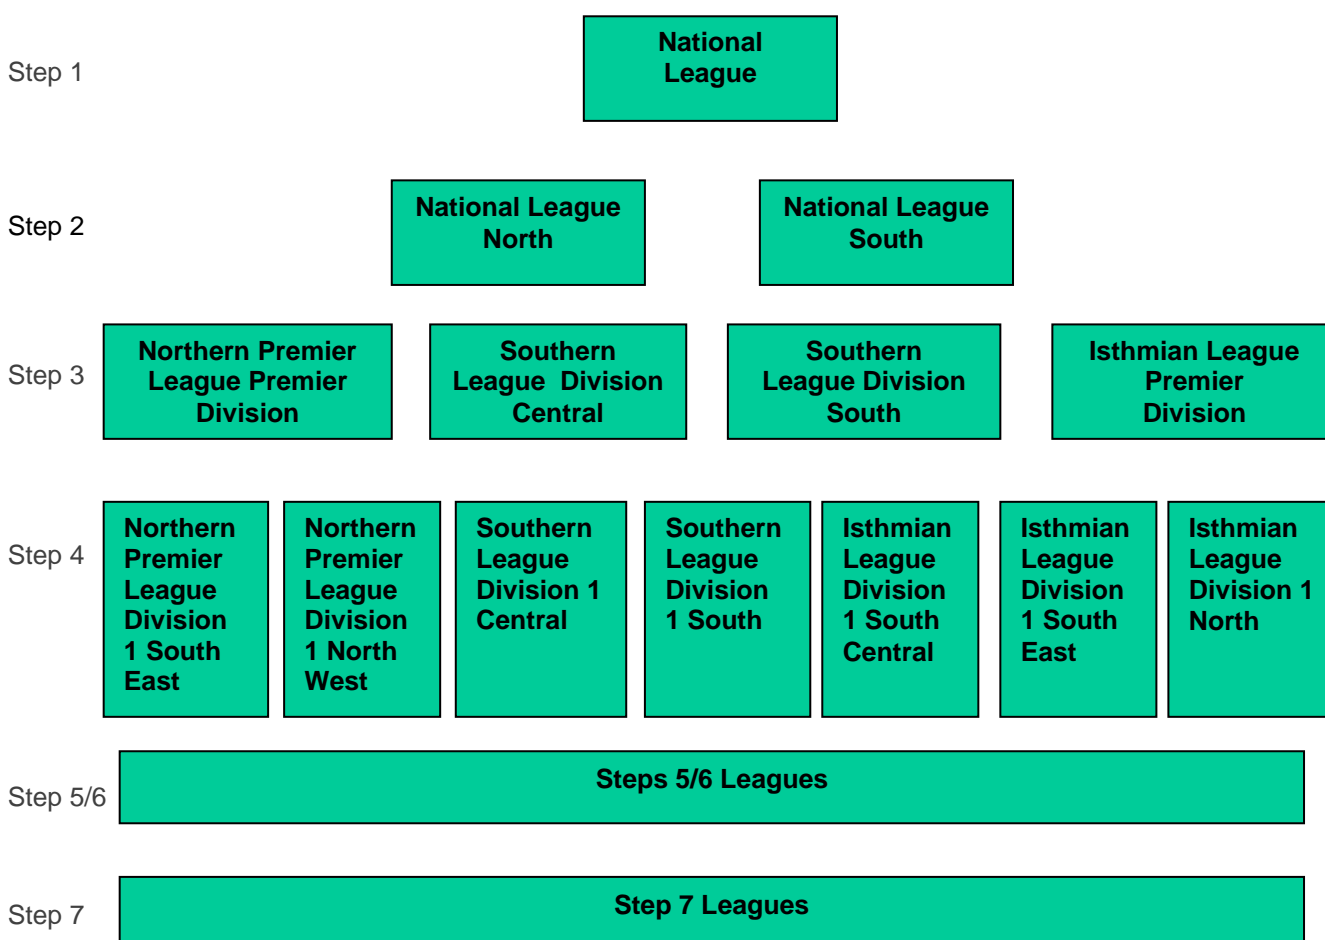 Step 1
National
League
Step 2
National League
North
National League
South
Step 3
Northern Premier
League Premier
Division
Southern
League Division
Central
Southern
League Division
South
Isthmian League
Premier
Division
Step 4
Northern
Premier
League
Division
1 South
East
Northern
Premier
League
Division
1 North
West
Southern
League
Division 1
Central
Southern
League
Division
1 South
Isthmian
League
Division
1 South
Central
Isthmian
League
Division
1 South
East
Isthmian
League
Division 1
North
Step 5/6
Steps 5/6 Leagues
Step 7
Step 7 Leagues